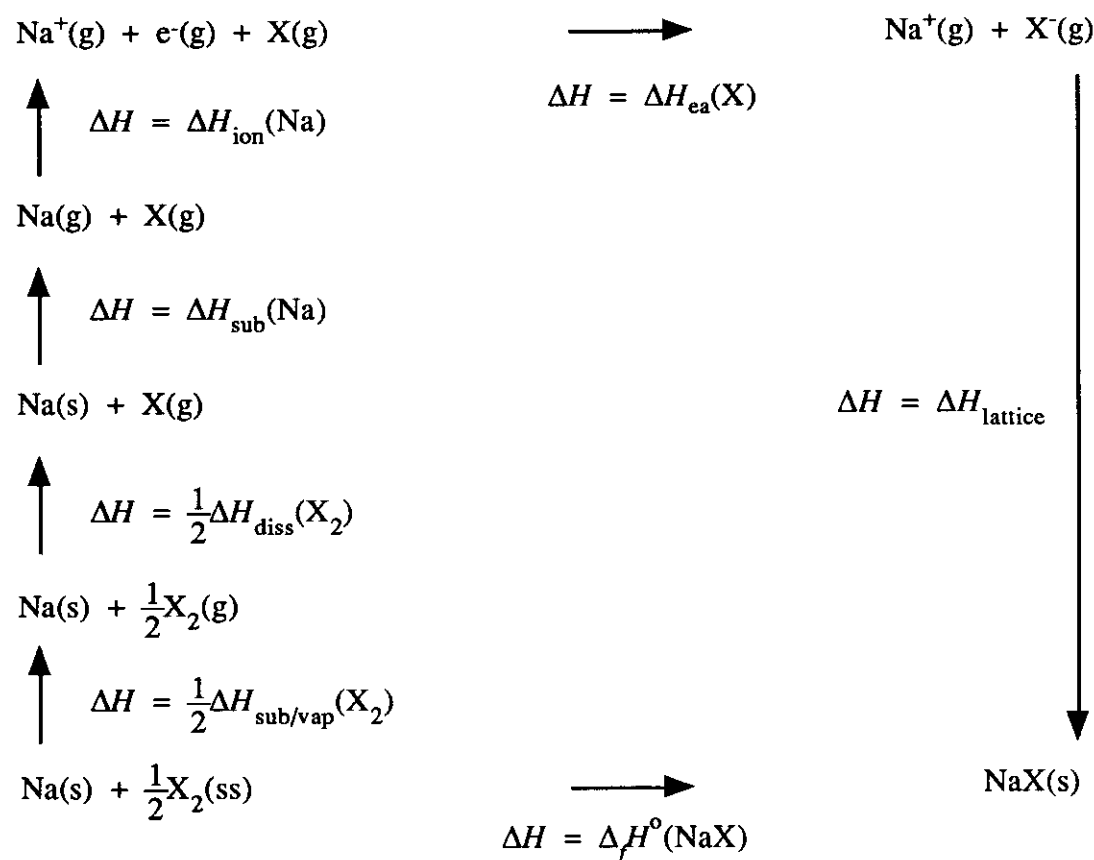 Na⁺(g) + e⁻(g) + X(g) ⟶ Na⁺(g) + X⁻(g)
ΔH = ΔH_ea(X)
ΔH = ΔH_ion(Na)
Na(g) + X(g)
ΔH = ΔH_sub(Na)
Na(s) + X(g)
ΔH = ΔH_lattice
ΔH = 1/2 ΔH_diss(X₂)
Na(s) + 1/2 X₂(g)
ΔH = 1/2 ΔH_sub/vap(X₂)
Na(s) + 1/2 X₂(ss) ⟶ NaX(s)
ΔH = Δ_f H°(NaX)